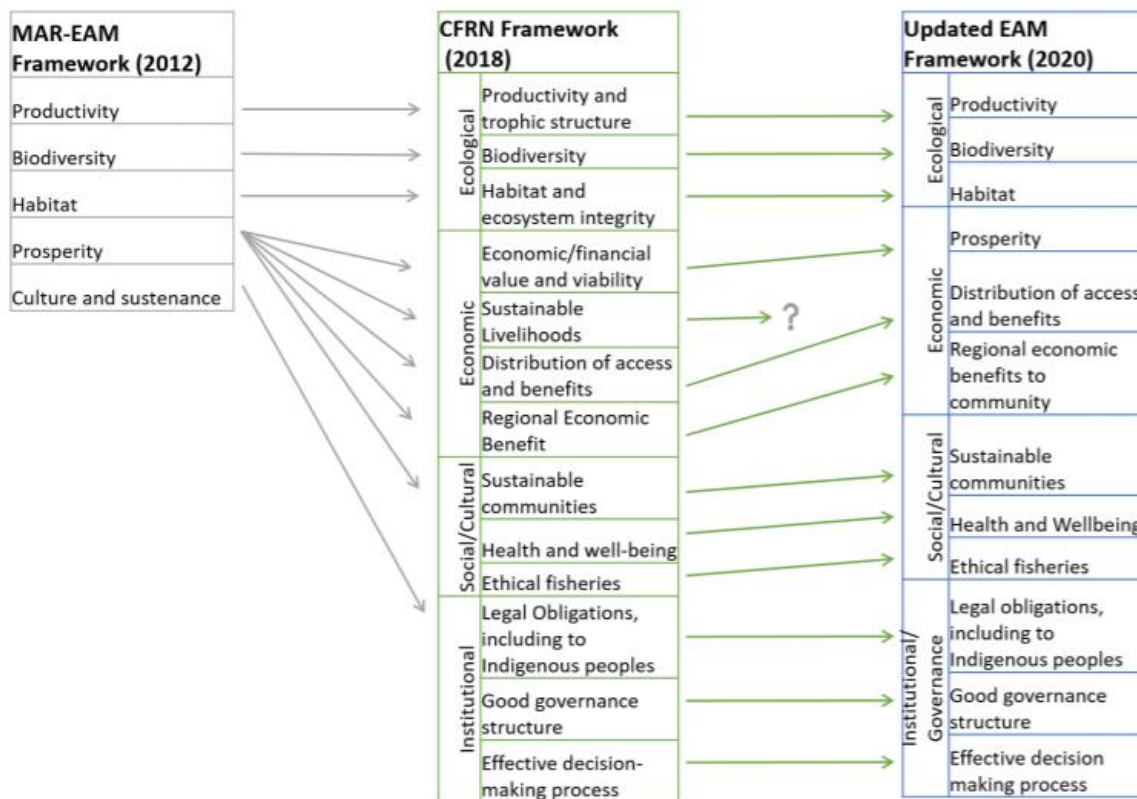 MAR-EAM
Framework (2012)
Productivity
Biodiversity
Habitat
Prosperity
Culture and sustenance
CFRN Framework
(2018)
Ecological
Productivity and
trophic structure
Biodiversity
Habitat and
ecosystem integrity
Economic
Economic/financial
value and viability
Sustainable
Livelihoods
Distribution of access
and benefits
Regional Economic
Benefit
Social/Cultural
Sustainable
communities
Health and well-being
Ethical fisheries
Institutional
Legal Obligations,
including to
Indigenous peoples
Good governance
structure
Effective decision-
making process
?
Updated EAM
Framework (2020)
Ecological
Productivity
Biodiversity
Habitat
Economic
Prosperity
Distribution of access
and benefits
Regional economic
benefits to
community
Social/Cultural
Sustainable
communities
Health and Wellbeing
Ethical fisheries
Institutional/
Governance
Legal obligations,
including to
Indigenous peoples
Good governance
structure
Effective decision
making process